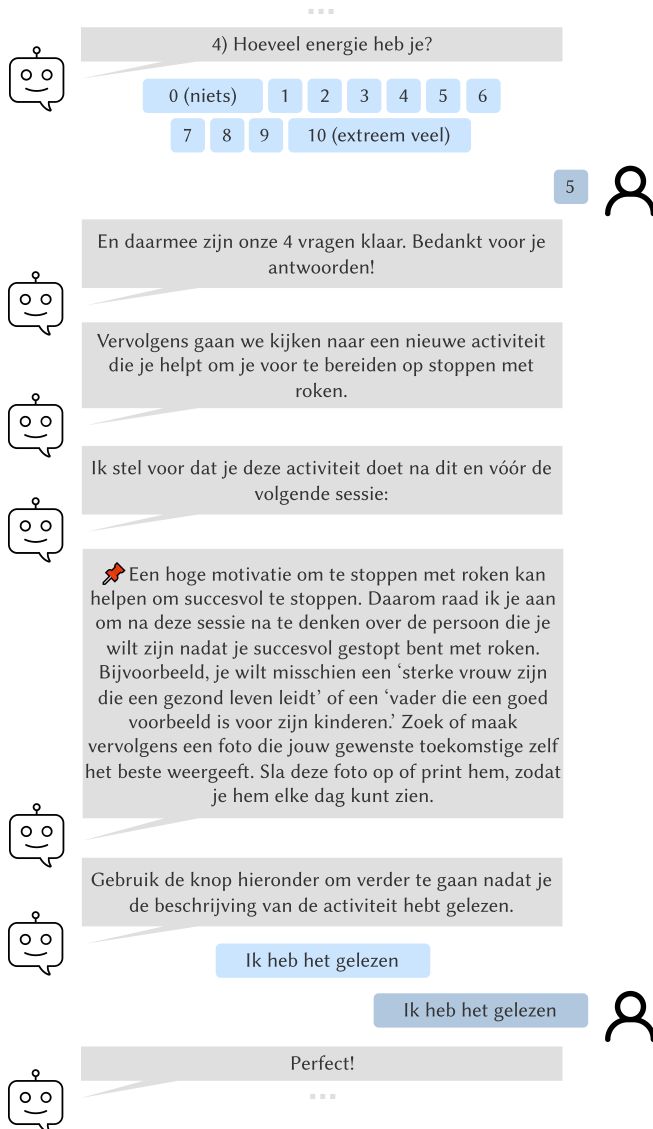 4) Hoeveel energie heb je?
0 (niets) 1 2 3 4 5 6
7 8 9 10 (extreem veel)
5
En daarmee zijn onze 4 vragen klaar. Bedankt voor je
antwoorden!
Vervolgens gaan we kijken naar een nieuwe activiteit
die je helpt om je voor te bereiden op stoppen met
roken.
Ik stel voor dat je deze activiteit doet na dit en vóór de
volgende sessie:
Een hoge motivatie om te stoppen met roken kan
helpen om succesvol te stoppen. Daarom raad ik je aan
om na deze sessie na te denken over de persoon die je
wilt zijn nadat je succesvol gestopt bent met roken.
Bijvoorbeeld, je wilt misschien een ‘sterke vrouw zijn
die een gezond leven leidt’ of een ‘vader die een goed
voorbeeld is voor zijn kinderen.’ Zoek of maak
vervolgens een foto die jouw gewenste toekomstige zelf
het beste weergeeft. Sla deze foto op of print hem, zodat
je hem elke dag kunt zien.
Gebruik de knop hieronder om verder te gaan nadat je
de beschrijving van de activiteit hebt gelezen.
Ik heb het gelezen
Ik heb het gelezen
Perfect!